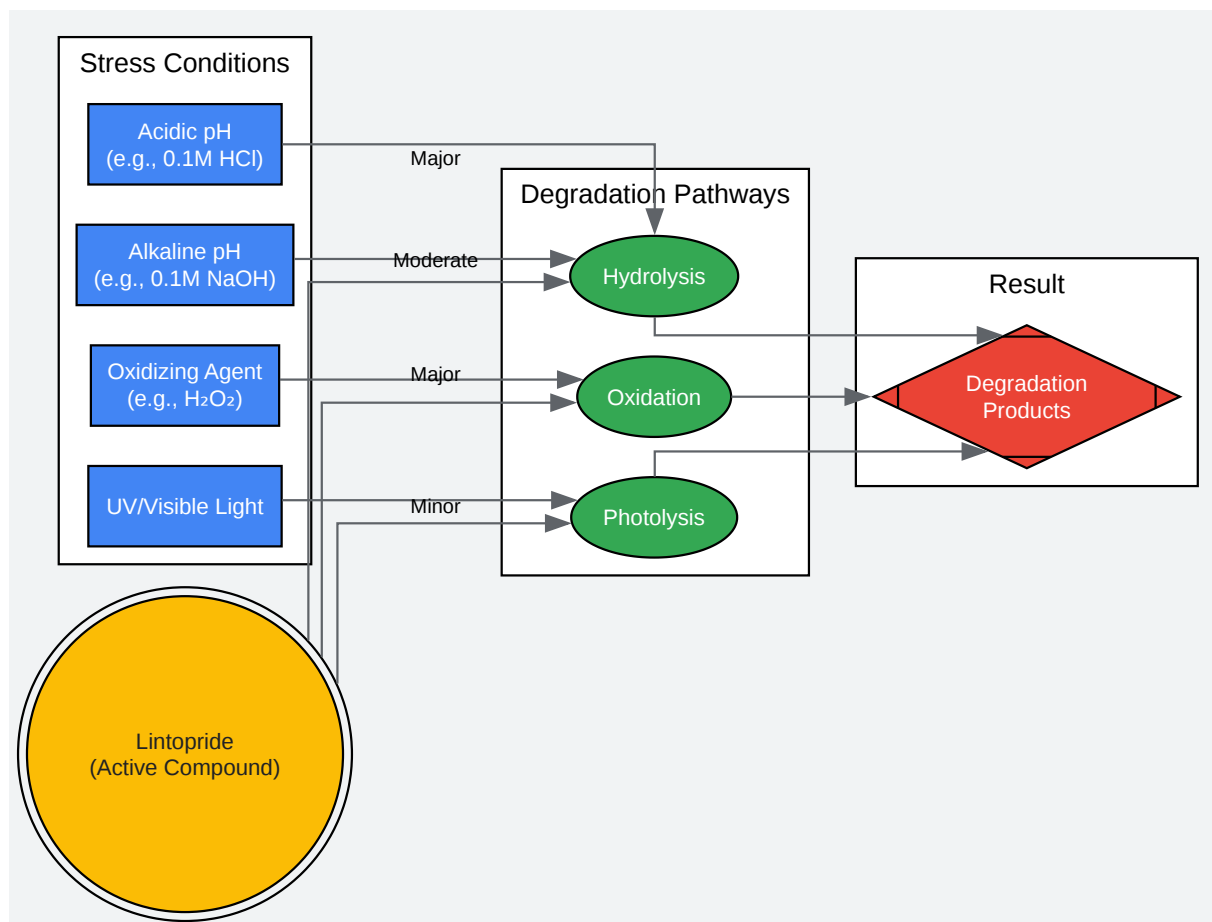 Stress Conditions
Acidic pH
(e.g., 0.1M HCl)
Major
Alkaline pH
(e.g., 0.1M NaOH)
Moderate
Oxidizing Agent
(e.g., H₂O₂)
Major
UV/Visible Light
Minor
Lintopride
(Active Compound)
Degradation Pathways
Hydrolysis
Oxidation
Photolysis
Result
Degradation
Products